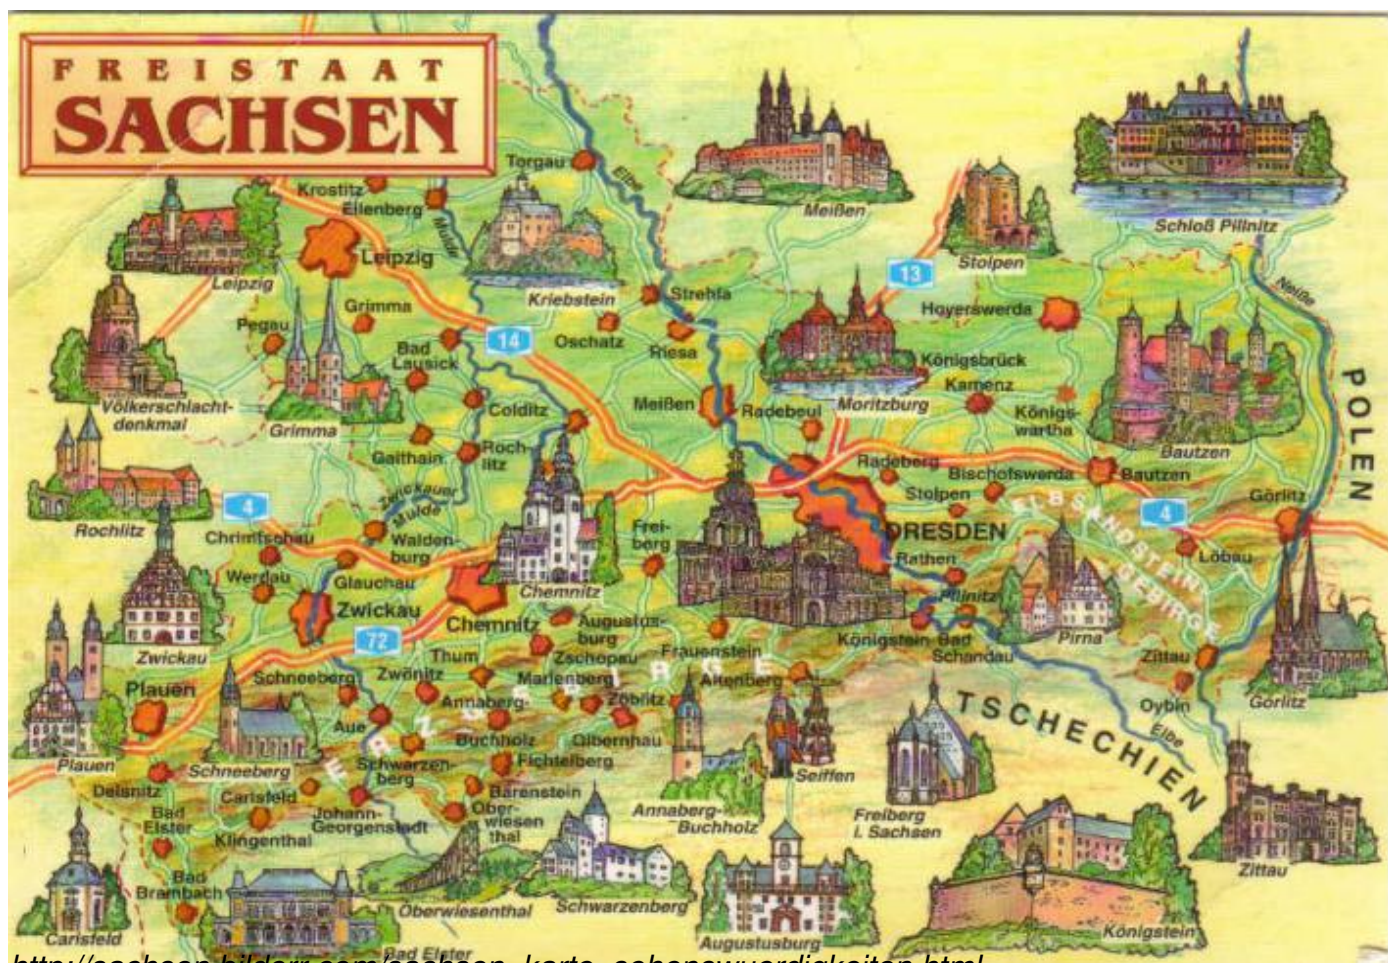 FREISTAAT
SACHSEN
Torgau
Elbe
Krostitz
Eilenberg
Mulde
Leipzig
Leipzig
Kriebstein
Meißen
Stolpen
Schloß Pillnitz
13
Neiße
Strehla
Hoyerswerda
Grimma
Pegau
Oschatz
Riesa
14
Bad
Lausick
Königsbrück
Kamenz
Moritzburg
Königs-
wartha
Bautzen
POLEN
Völkerschlacht-
denkmal
Grimma
Colditz
Meißen
Radebeul
Gaithain
Roch-
litz
Radeberg
Bischofswerda
Bautzen
Stolpen
Görlitz
Rochlitz
4
Zwickauer
Mulde
Chrimtschau
Walden-
burg
Frei-
berg
DRESDEN
ELBSANDSTEIN
GEBIRGE
4
Löbau
Rathen
Werdau
Glauchau
Chemnitz
Pillnitz
Zwickau
Chemnitz
Augustus-
burg
Königstein
Bad
Schandau
Pirna
Zwickau
72
Thum
Zschopau
Frauenstein
Zittau
Schneeberg
Zwönitz
Marienberg
Altenberg
Plauen
Annaberg-
Buchholz
Zöblitz
Görlitz
Oybin
TSCHECHIEN
Elbe
Aue
ERZGEBIRGE
Olbernhau
Plauen
Schneeberg
Schwarzen-
berg
Fichtelberg
Seiffen
Oelsnitz
Carlsfeld
Bärenstein
Annaberg-
Buchholz
Freiberg
i. Sachsen
Bad
Elster
Johann-
Georgenstadt
Ober-
wiesen
thal
Klingenthal
Zittau
Bad
Brambach
Oberwiesenthal
Schwarzenberg
Carlsfeld
Bad Elster
Augustusburg
Königstein